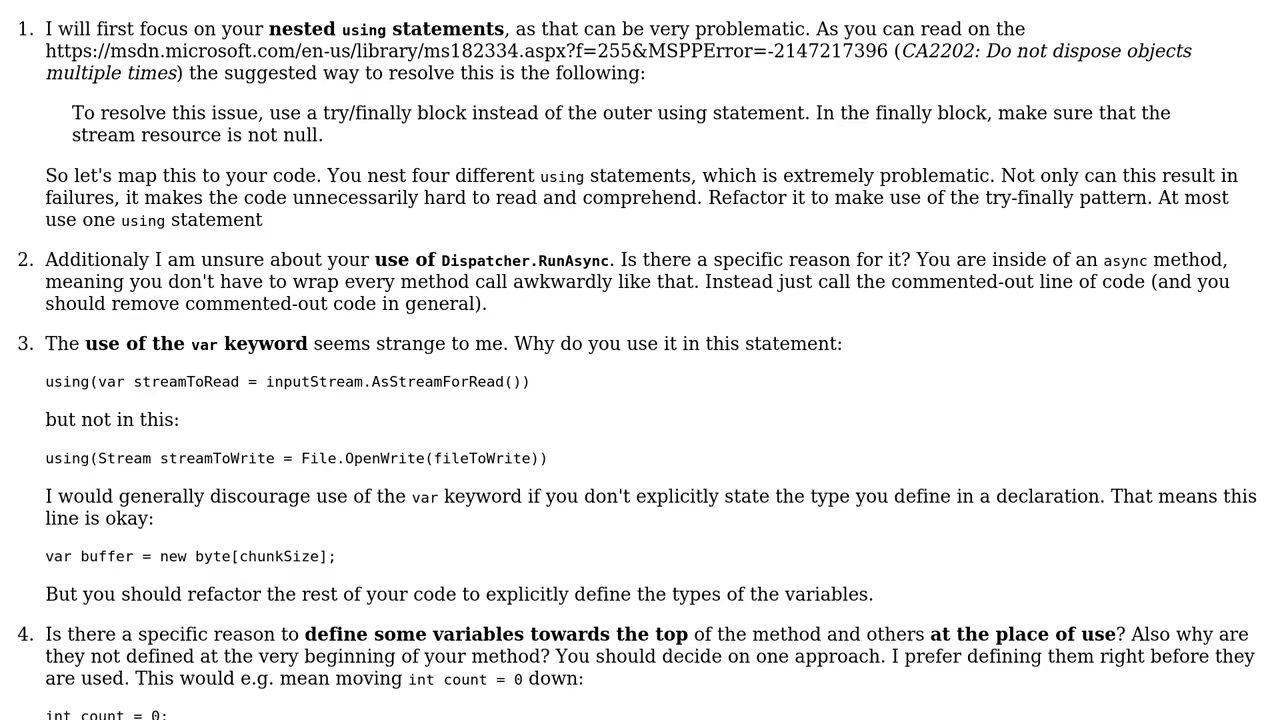 1. I will first focus on your nested using statements, as that can be very problematic. As you can read on the
https://msdn.microsoft.com/en-us/library/ms182334.aspx?f=255&MSPPError=-2147217396 (CA2202: Do not dispose objects
multiple times) the suggested way to resolve this is the following:
To resolve this issue, use a try/finally block instead of the outer using statement. In the finally block, make sure that the
stream resource is not null.
So let's map this to your code. You nest four different using statements, which is extremely problematic. Not only can this result in
failures, it makes the code unnecessarily hard to read and comprehend. Refactor it to make use of the try-finally pattern. At most
use one using statement
2. Additionaly I am unsure about your use of Dispatcher.RunAsync. Is there a specific reason for it? You are inside of an async method,
meaning you don't have to wrap every method call awkwardly like that. Instead just call the commented-out line of code (and you
should remove commented-out code in general).
3. The use of the var keyword seems strange to me. Why do you use it in this statement:
using(var streamToRead = inputStream.AsStreamForRead())
but not in this:
using(Stream streamToWrite = File.OpenWrite(fileToWrite))
I would generally discourage use of the var keyword if you don't explicitly state the type you define in a declaration. That means this
line is okay:
var buffer = new byte[chunkSize];
But you should refactor the rest of your code to explicitly define the types of the variables.
4. Is there a specific reason to define some variables towards the top of the method and others at the place of use? Also why are
they not defined at the very beginning of your method? You should decide on one approach. I prefer defining them right before they
are used. This would e.g. mean moving int count = 0 down:
int count = 0;